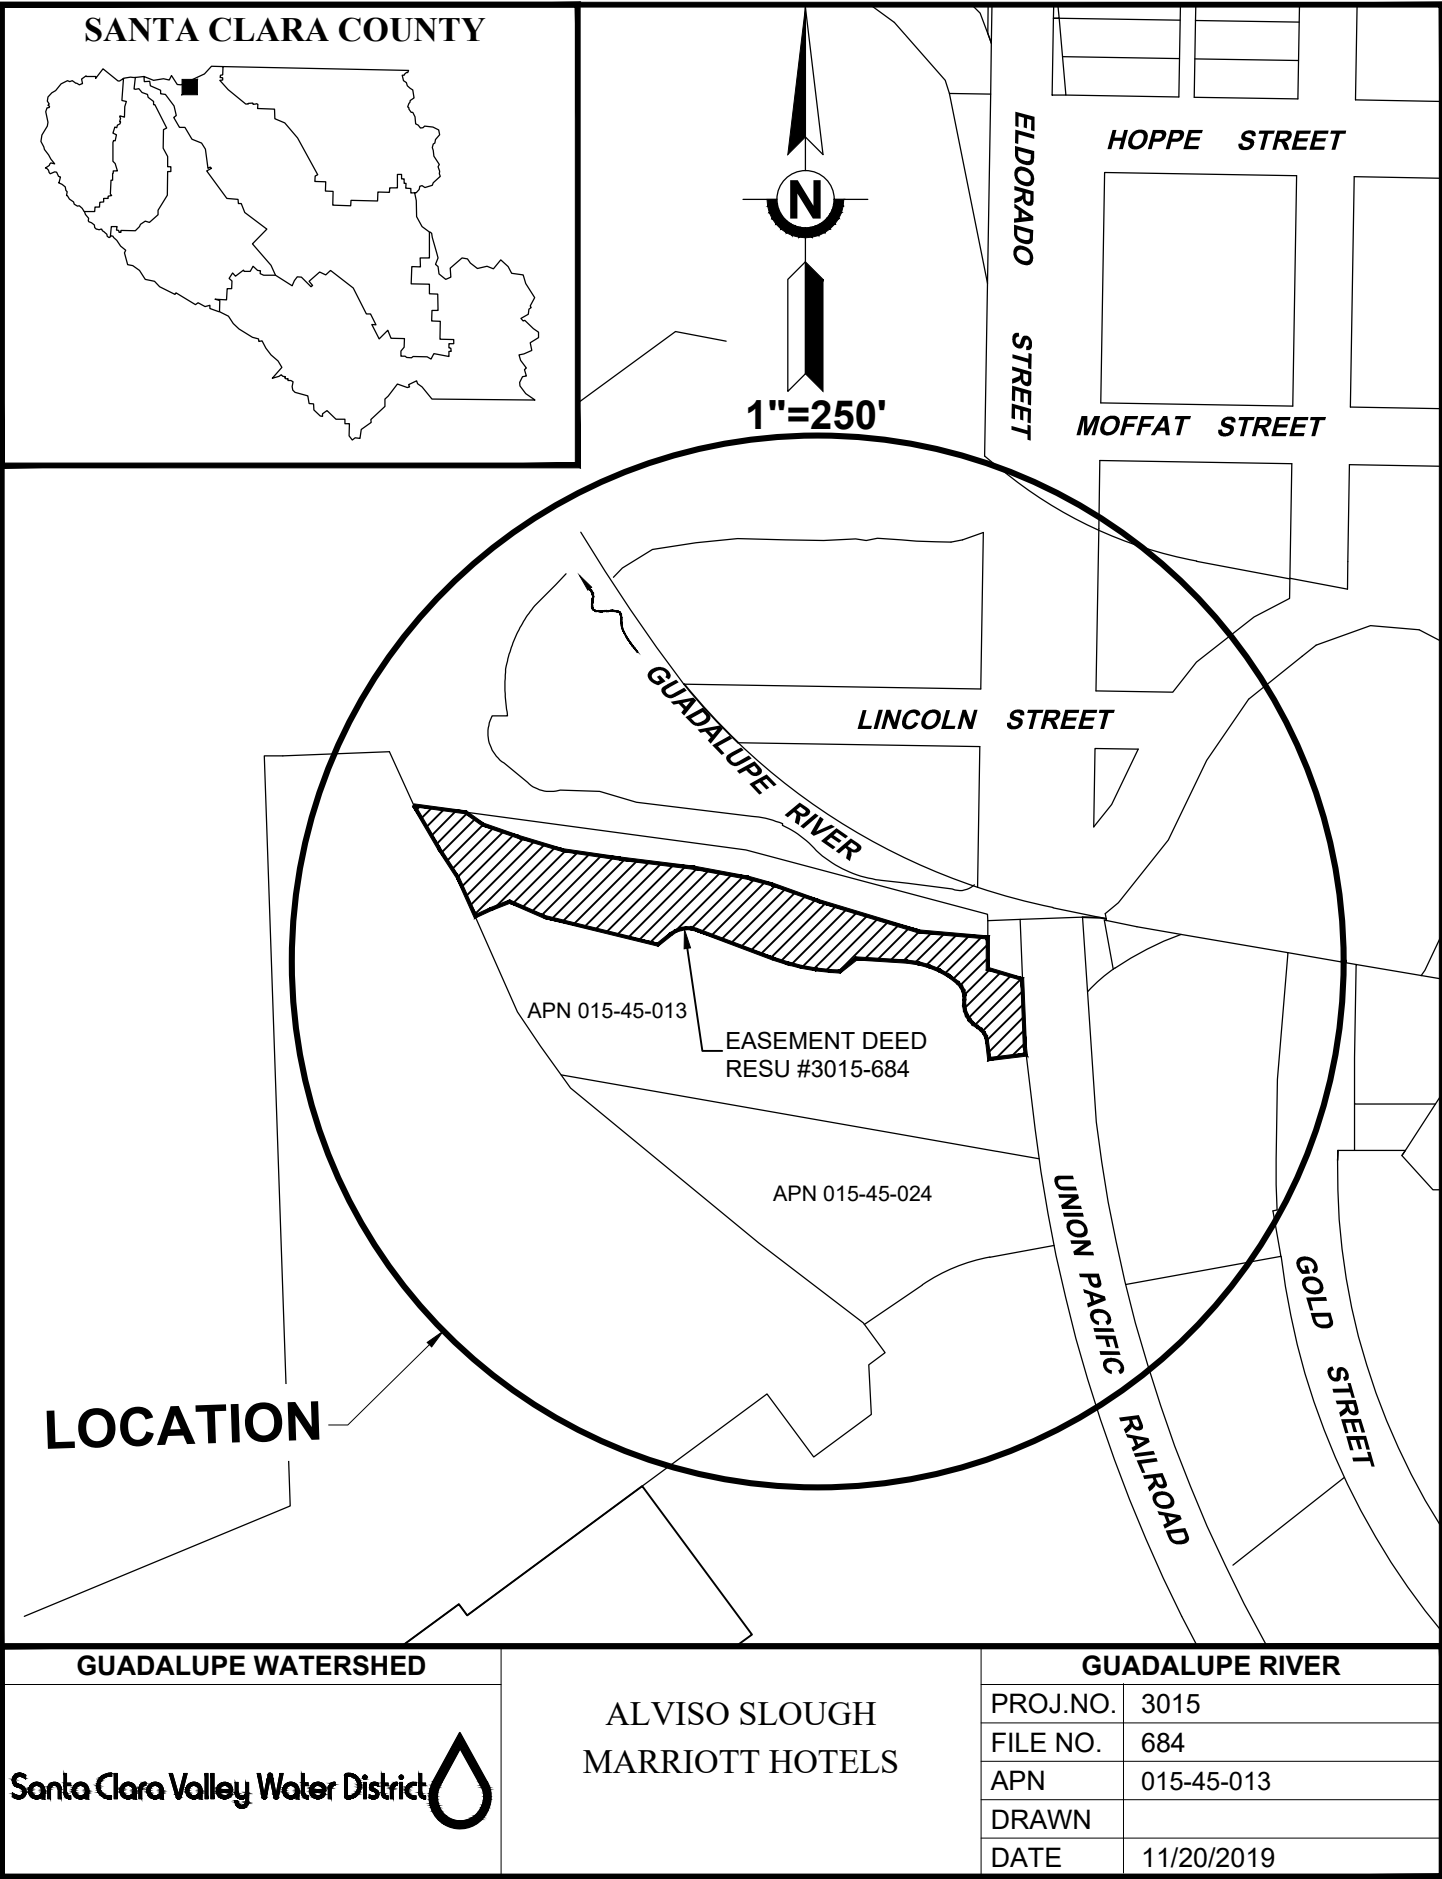 SANTA CLARA COUNTY
N
1"=250'
ELDORADO STREET
HOPPE STREET
MOFFAT STREET
LINCOLN STREET
GUADALUPE RIVER
APN 015-45-013
EASEMENT DEED
RESU #3015-684
APN 015-45-024
UNION PACIFIC RAILROAD
GOLD STREET
LOCATION
GUADALUPE WATERSHED
Santa Clara Valley Water District
ALVISO SLOUGH
MARRIOTT HOTELS
GUADALUPE RIVER
PROJ.NO. 3015
FILE NO. 684
APN 015-45-013
DRAWN
DATE 11/20/2019